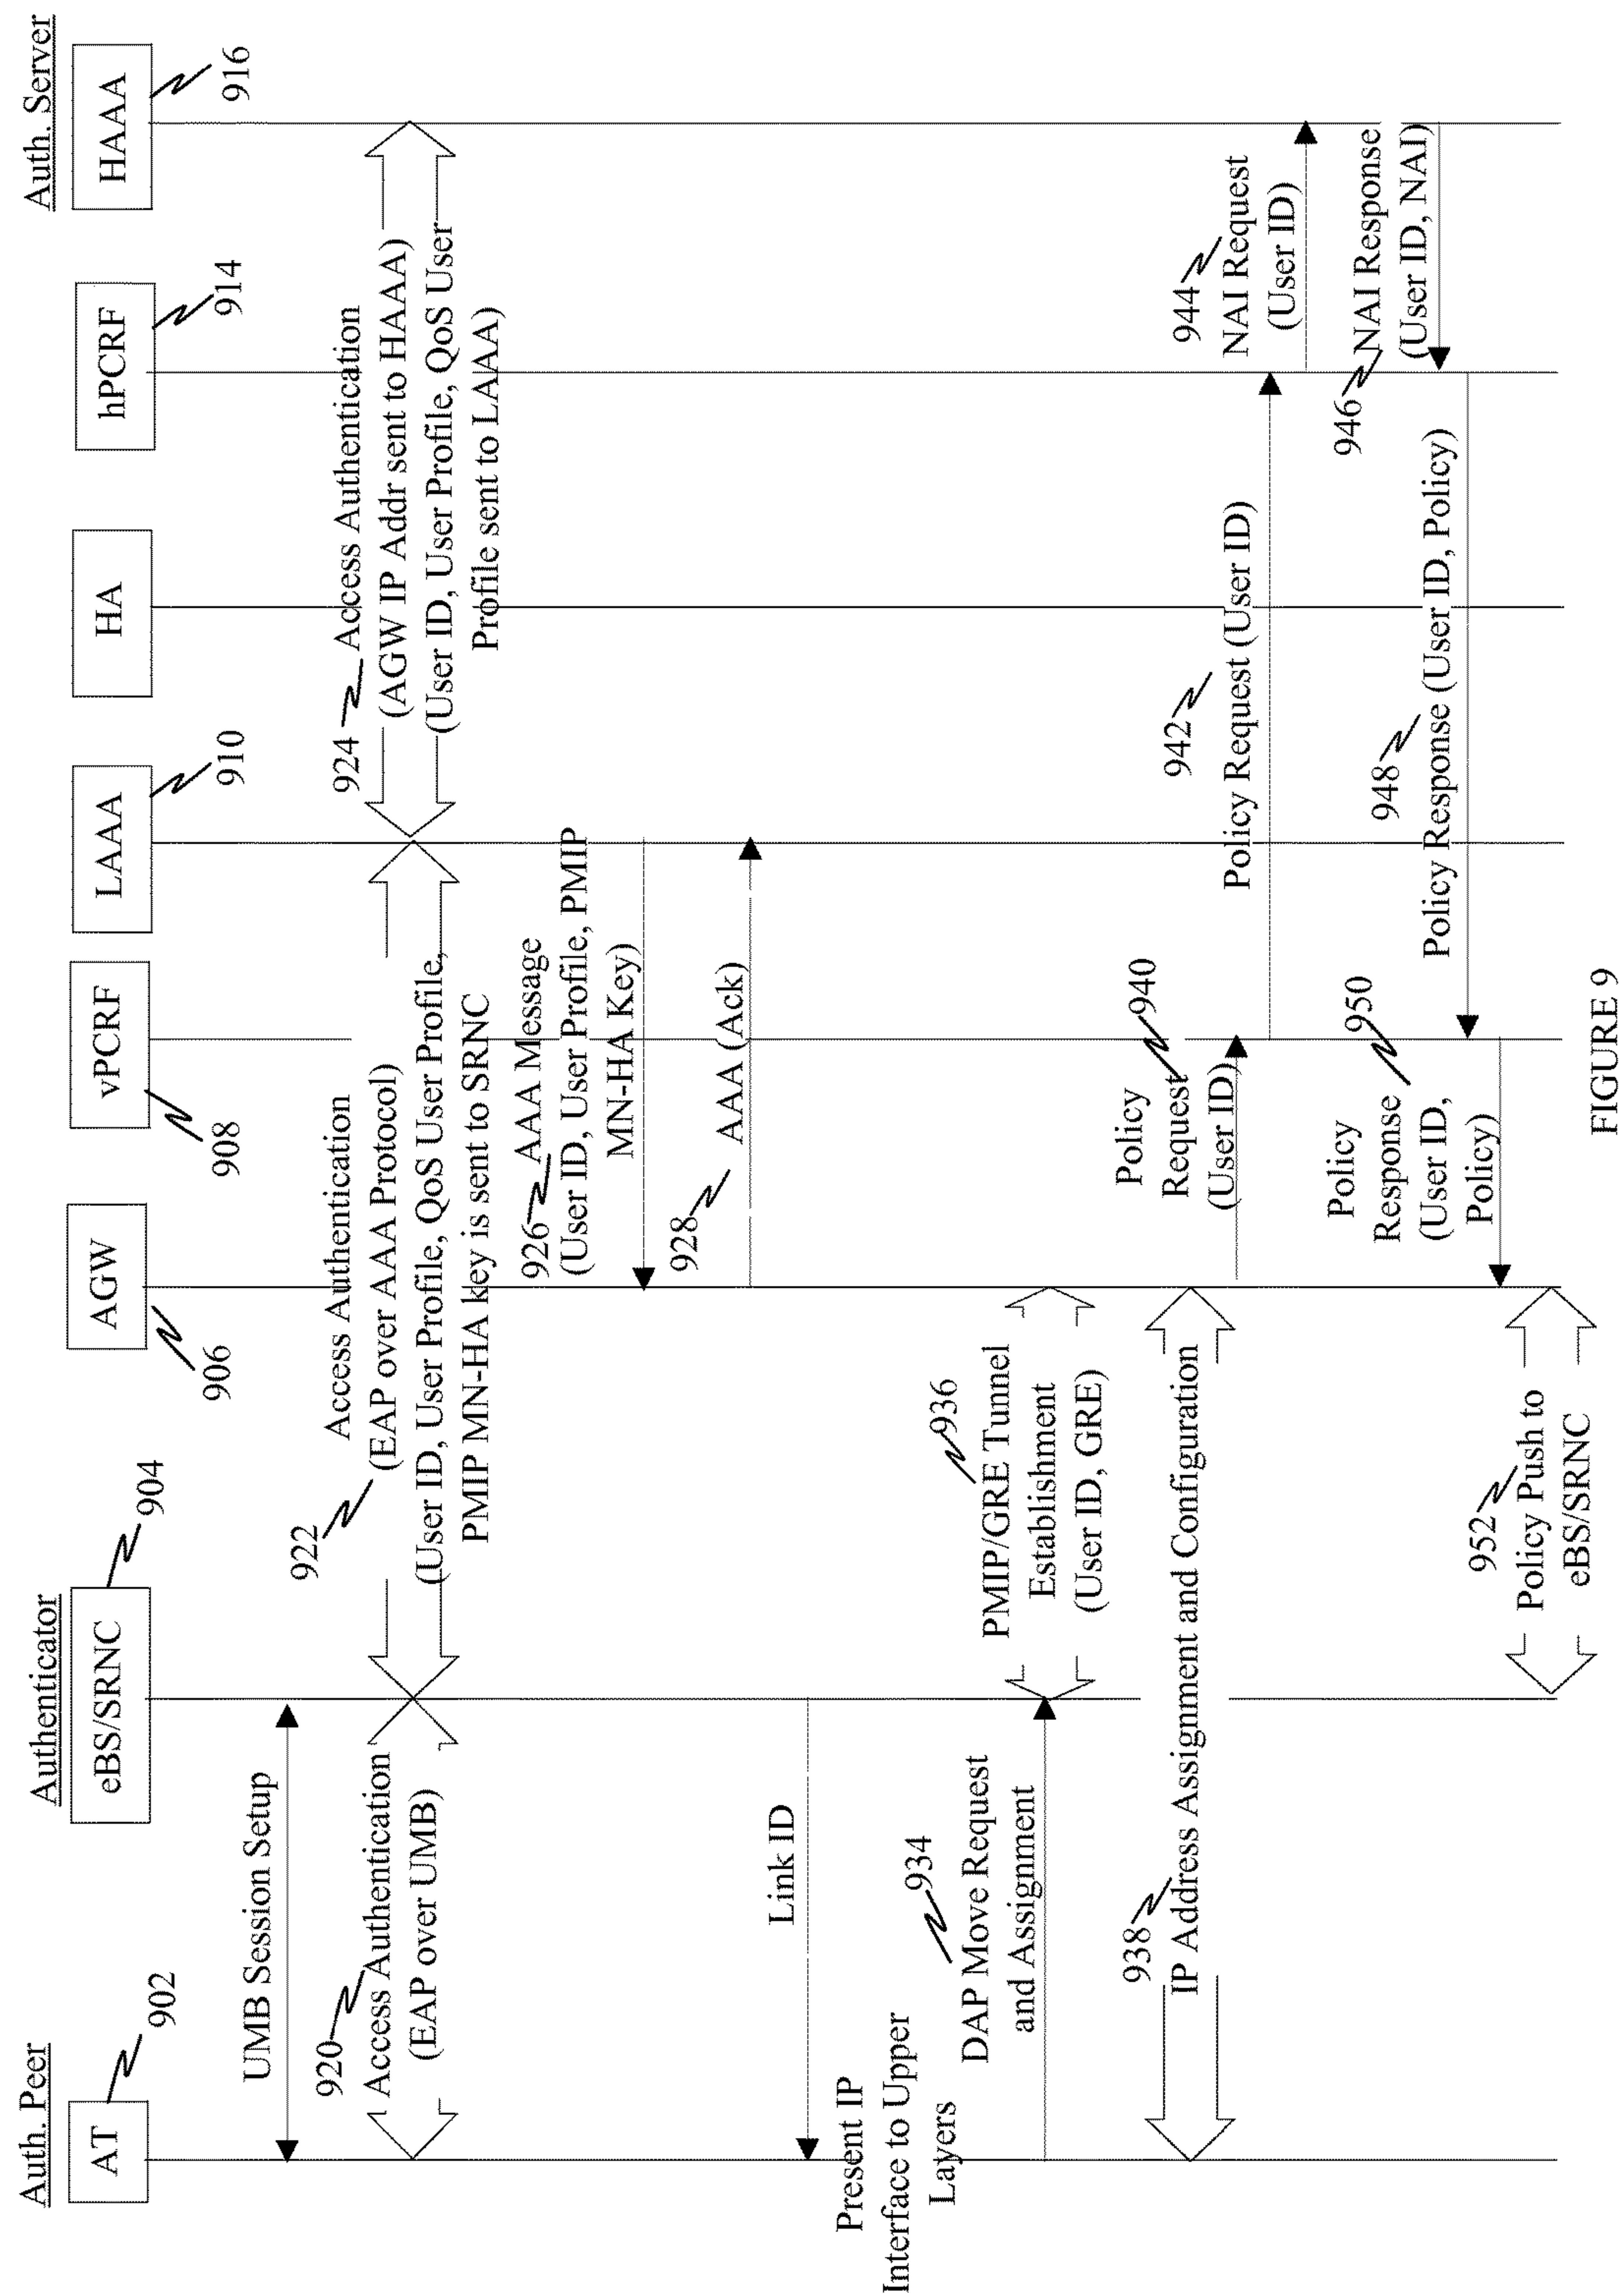 Auth. Peer
Authenticator
Auth. Server
AT
eBS/SRNC
AGW
vPCRF
LAAA
HA
hPCRF
HAAA
902
904
906
908
910
914
916
UMB Session Setup
920
Access Authentication
(EAP over UMB)
922
Access Authentication
(EAP over AAA Protocol)
(User ID, User Profile, QoS User Profile,
PMIP MN-HA key is sent to SRNC
924
Access Authentication
(AGW IP Addr sent to HAAA)
(User ID, User Profile, QoS User
Profile sent to LAAA)
926
AAA Message
(User ID, User Profile, PMIP
MN-HA Key)
928
AAA (Ack)
Link ID
Present IP
Interface to Upper
Layers
934
DAP Move Request
and Assignment
936
PMIP/GRE Tunnel
Establishment
(User ID, GRE)
938
IP Address Assignment and Configuration
940
Policy
Request
(User ID)
942
Policy Request (User ID)
944
NAI Request
(User ID)
946
NAI Response
(User ID, NAI)
948
Policy Response (User ID, Policy)
950
Policy
Response
(User ID,
Policy)
952
Policy Push to
eBS/SRNC
FIGURE 9